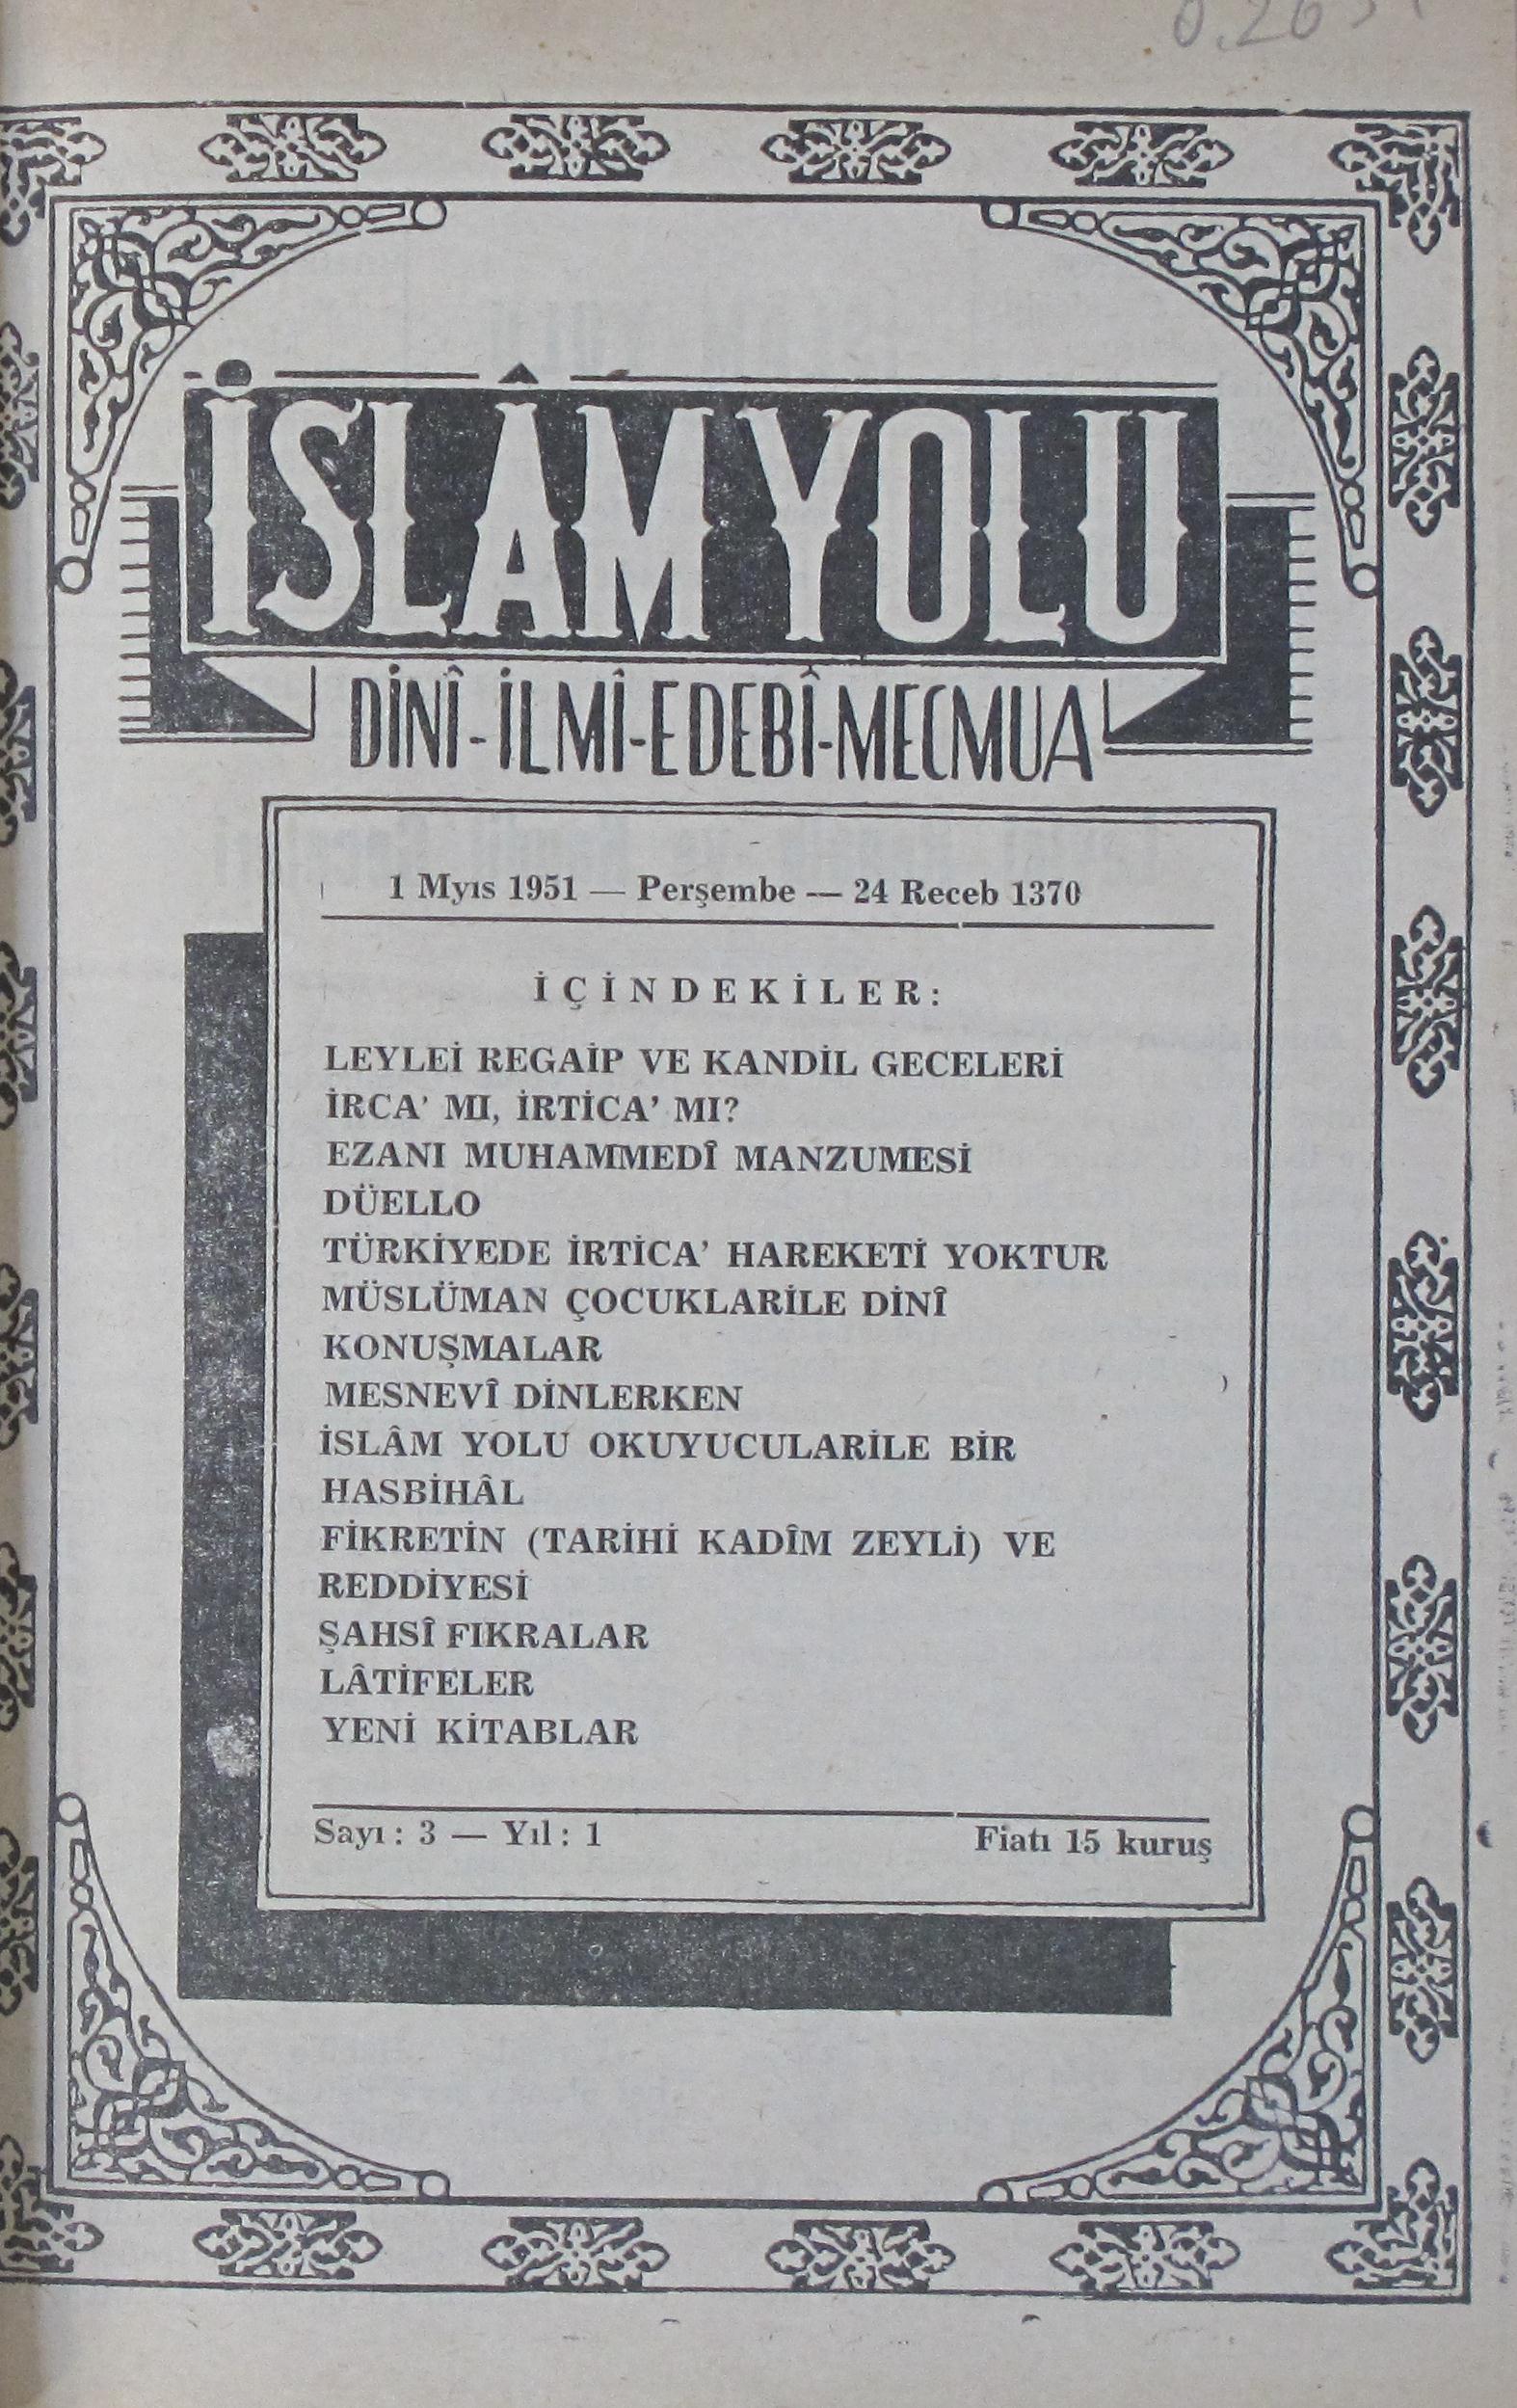 İSLÂM YOLU
DİNÎ-İLMÎ-EDEBÎ-MECMUA
1 Myıs 1951 — Perşembe — 24 Receb 1370
İÇİNDEKİLER:
LEYLEİ REGAİP VE KANDİL GECELERİ
İRCA' MI, İRTİCA' MI?
EZANI MUHAMMEDÎ MANZUMESİ
DÜELLO
TÜRKİYEDE İRTİCA' HAREKETİ YOKTUR
MÜSLÜMAN ÇOCUKLARİLE DİNÎ
KONUŞMALAR
MESNEVÎ DİNLERKEN
İSLÂM YOLU OKUYUCULARİLE BİR
HASBİHÂL
FİKRETİN (TARİHİ KADÎM ZEYLİ) VE
REDDİYESİ
ŞAHSÎ FIKRALAR
LÂTİFELER
YENİ KİTABLAR
Sayı: 3 — Yıl: 1 Fiatı 15 kuruş